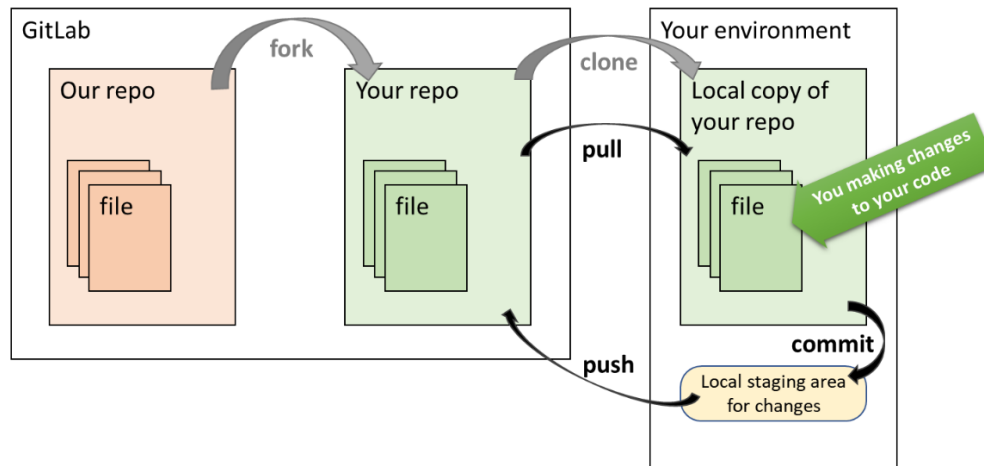 GitLab
fork
Our repo
file
Your repo
file
clone
pull
push
Your environment
Local copy of
your repo
file
You making changes
to your code
commit
Local staging area
for changes